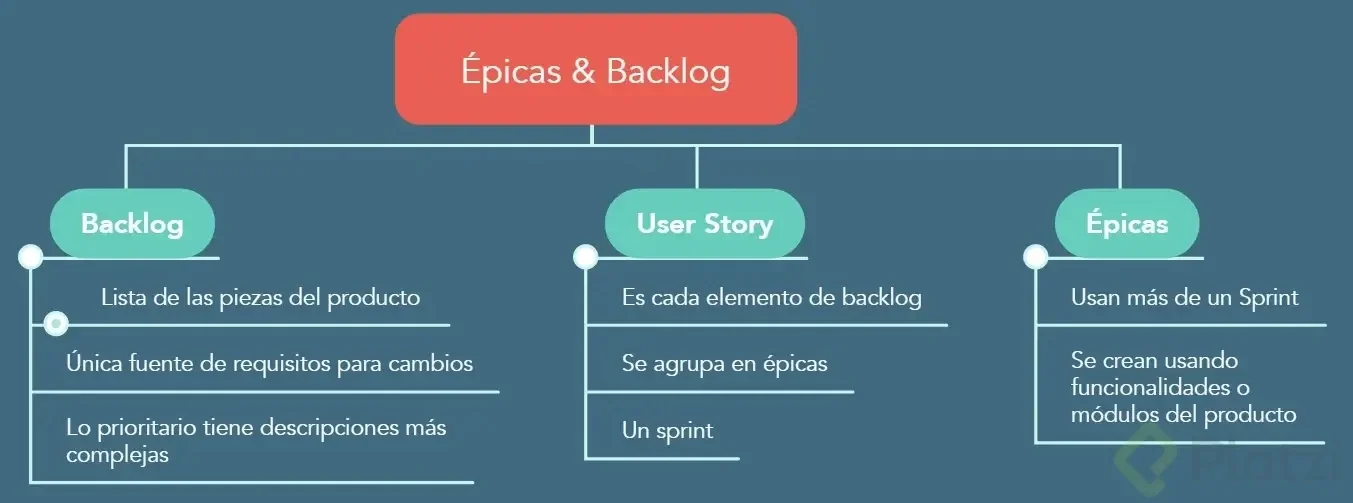 Épicas & Backlog
Backlog
Lista de las piezas del producto
Única fuente de requisitos para cambios
Lo prioritario tiene descripciones más
complejas
User Story
Es cada elemento de backlog
Se agrupa en épicas
Un sprint
Épicas
Usan más de un Sprint
Se crean usando
funcionalidades o
módulos del producto
Platzi